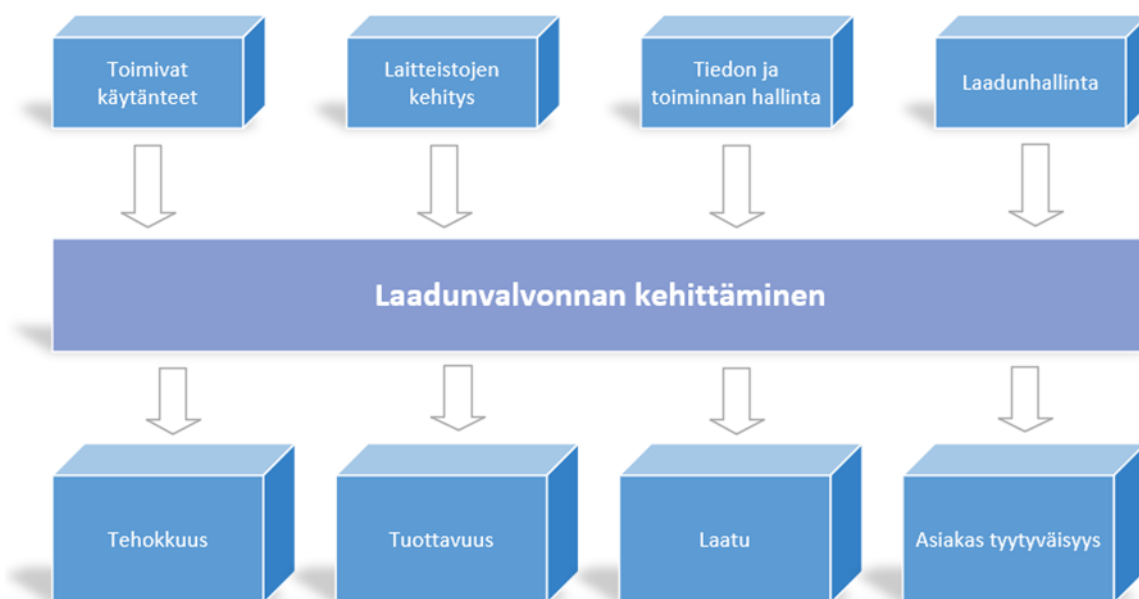 Toimivat
käytänteet
Laitteistojen
kehitys
Tiedon ja
toiminnan hallinta
Laadunhallinta
Laadunvalvonnan kehittäminen
Tehokkuus
Tuottavuus
Laatu
Asiakas tyytyväisyys